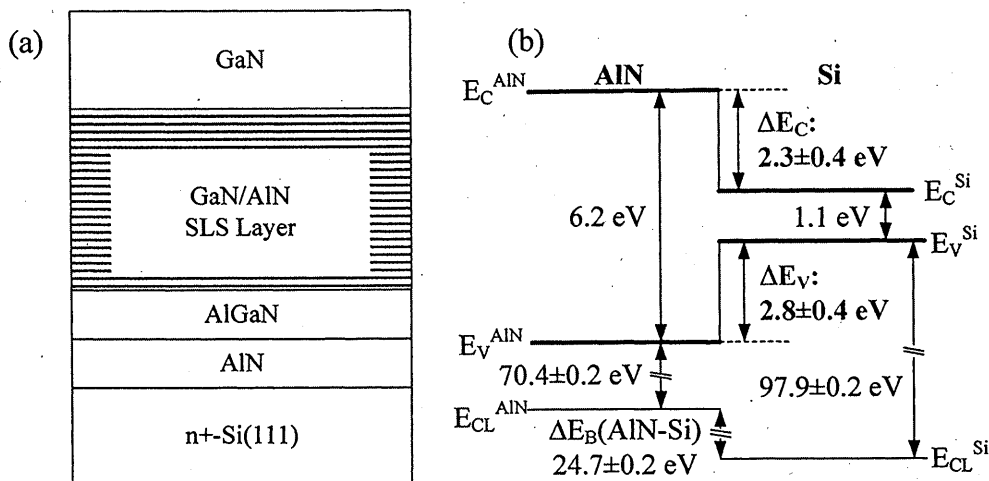 (a)
GaN
GaN/AlN
SLS Layer
AlGaN
AlN
n+-Si(111)
(b)
AlN
Si
E_C^AlN
ΔE_C:
2.3±0.4 eV
E_C^Si
6.2 eV
1.1 eV
E_V^Si
ΔE_V:
2.8±0.4 eV
E_V^AlN
70.4±0.2 eV
97.9±0.2 eV
E_CL^AlN
ΔE_B(AlN-Si)
24.7±0.2 eV
E_CL^Si